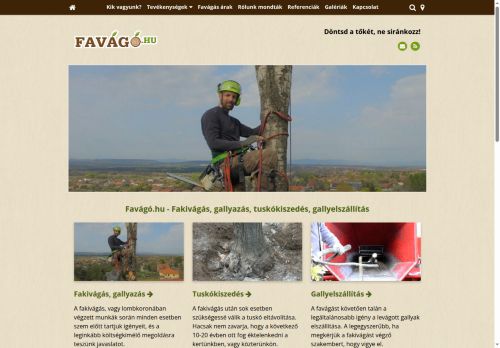 Kik vagyunk? Tevékenységek Favágás árak Rólunk mondták Referenciák Galériák Kapcsolat
FAVÁGÓ.HU
Döntsd a tőkét, ne siránkozz!
Favágó.hu - Fakivágás, gallyazás, tuskókiszedés, gallyelszállítás
Fakivágás, gallyazás
A fakivágás, vagy lombkoronában
végzett munkák során minden esetben
szem előtt tartjuk igényeit, és a
leginkább költségkímélő megoldásra
teszünk javaslatot.
Tuskókiszedés
A fakivágás után sok esetben
szükségessé válik a tuskó eltávolítása.
Hacsak nem zavarja, hogy a következő
10-20 évben ott fog éktelenkedni a
kertünkben, vagy közterünkön.
Gallyelszállítás
A favágást követően talán a
legáltalánosabb igény a levágott gallyak
elszállítása. A legegyszerűbb, ha
megkérjük a fakivágást végző
szakembert, hogy vigye el.